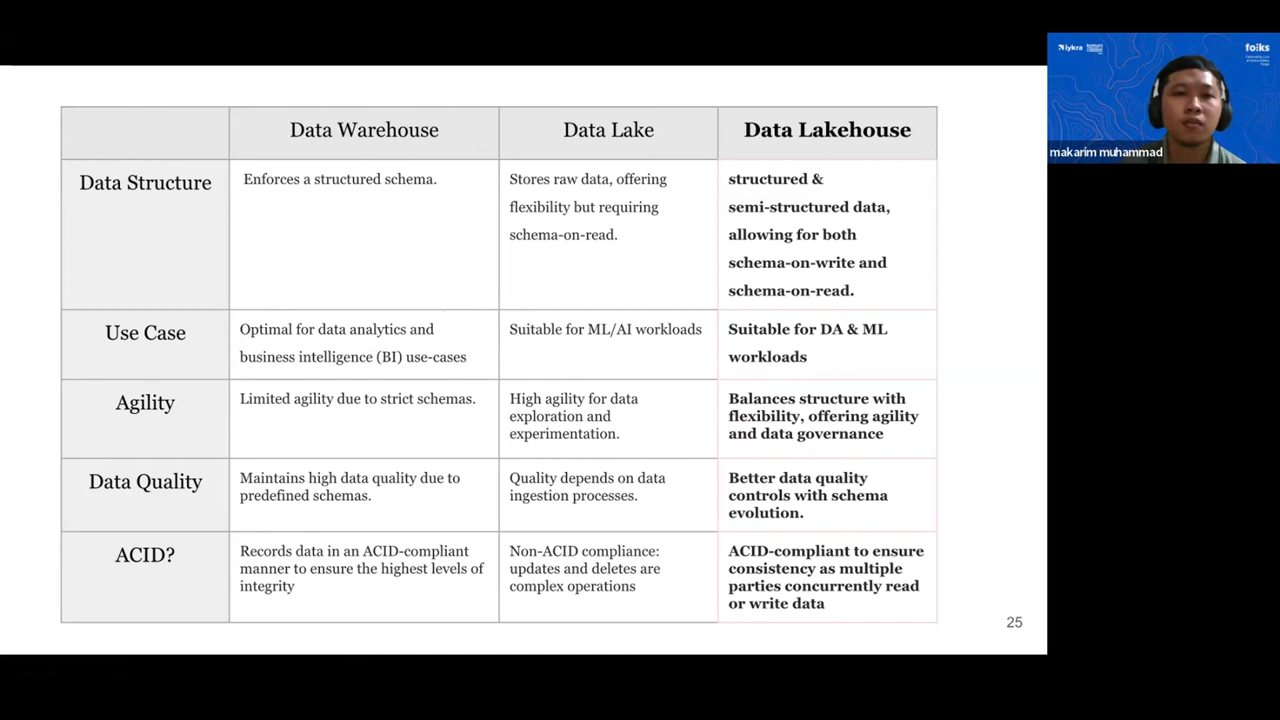 Data Warehouse
Data Lake
Data Lakehouse
Data Structure
Enforces a structured schema.
Stores raw data, offering
flexibility but requiring
schema-on-read.
structured &
semi-structured data,
allowing for both
schema-on-write and
schema-on-read.
Use Case
Optimal for data analytics and
business intelligence (BI) use-cases
Suitable for ML/AI workloads
Suitable for DA & ML
workloads
Agility
Limited agility due to strict schemas.
High agility for data
exploration and
experimentation.
Balances structure with
flexibility, offering agility
and data governance
Data Quality
Maintains high data quality due to
predefined schemas.
Quality depends on data
ingestion processes.
Better data quality
controls with schema
evolution.
ACID?
Records data in an ACID-compliant
manner to ensure the highest levels of
integrity
Non-ACID compliance:
updates and deletes are
complex operations
ACID-compliant to ensure
consistency as multiple
parties concurrently read
or write data
25
iykra
makarim muhammad